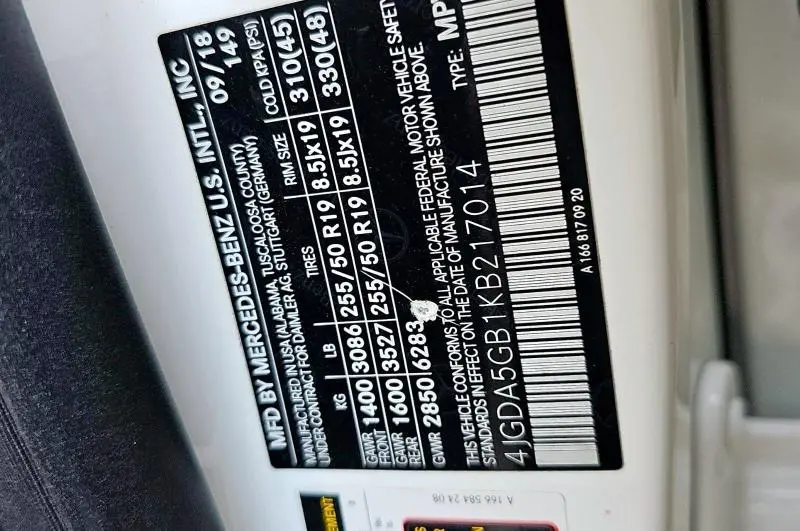 MFD BY MERCEDES-BENZ U.S. INTL., INC
MANUFACTURED IN USA (ALABAMA, TUSCALOOSA COUNTY) 09/18
UNDER CONTRACT FOR DAIMLER AG, STUTTGART (GERMANY) 149
KG LB TIRES RIM SIZE COLD KPA(PSI)
GAWR FRONT 1400 3086 255/50 R19 8.5Jx19 310(45)
GAWR REAR 1600 3527 255/50 R19 8.5Jx19 330(48)
GVWR 2850 6283
THIS VEHICLE CONFORMS TO ALL APPLICABLE FEDERAL MOTOR VEHICLE SAFETY
STANDARDS IN EFFECT ON THE DATE OF MANUFACTURE SHOWN ABOVE.
4JGDA5GB1KB217014 TYPE: MP
A 166 817 09 20
A 166 584 24 08